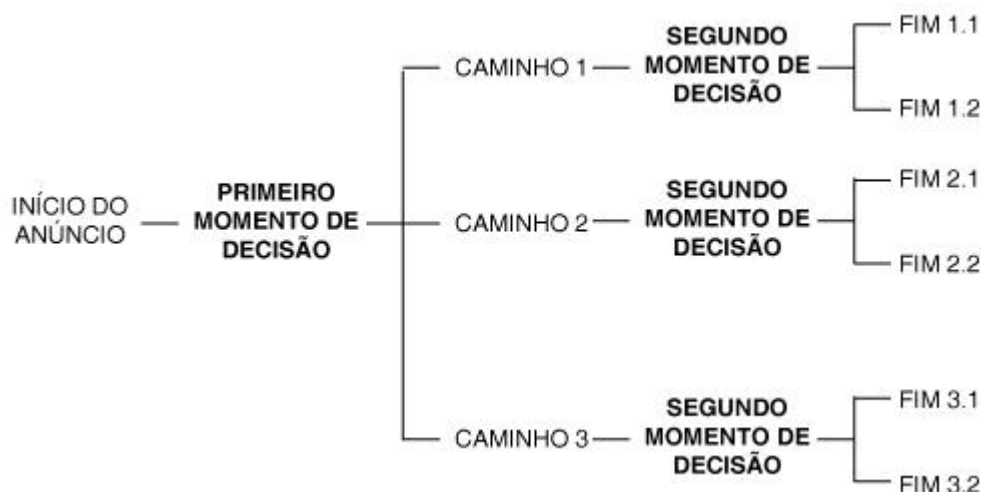 INÍCIO DO
ANÚNCIO
PRIMEIRO
MOMENTO DE
DECISÃO
CAMINHO 1
SEGUNDO
MOMENTO DE
DECISÃO
FIM 1.1
FIM 1.2
CAMINHO 2
SEGUNDO
MOMENTO DE
DECISÃO
FIM 2.1
FIM 2.2
CAMINHO 3
SEGUNDO
MOMENTO DE
DECISÃO
FIM 3.1
FIM 3.2